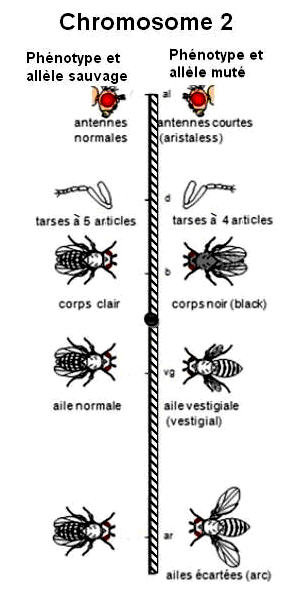 Chromosome 2
Phénotype et
allèle sauvage
Phénotype et
allèle muté
al
antennes
normales
antennes courtes
(aristaless)
d
tarses à 5 articles
tarses à 4 articles
b
corps clair
corps noir (black)
vg
aile normale
aile vestigiale
(vestigial)
ar
ailes écartées (arc)